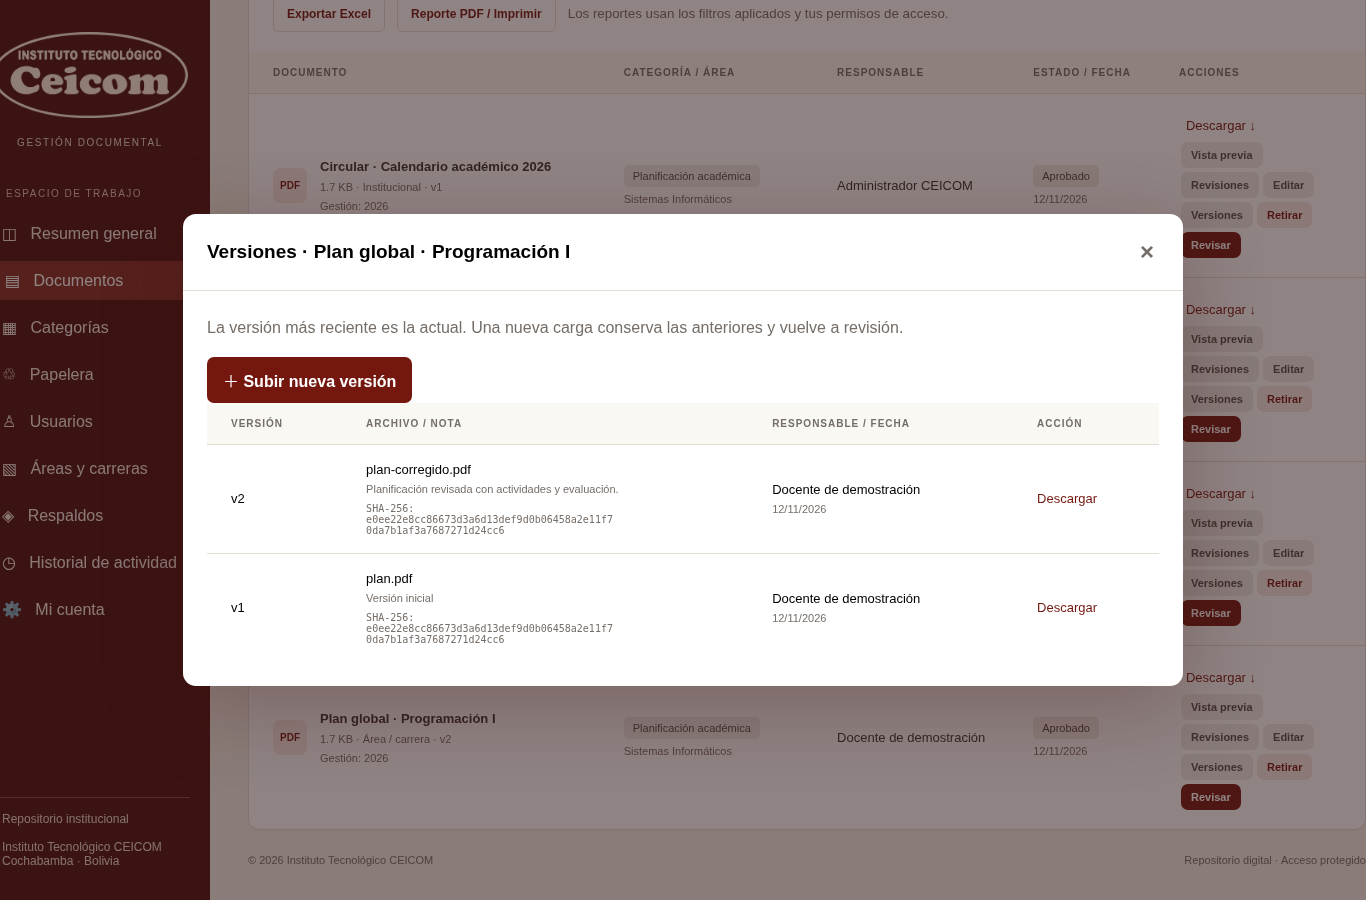 INSTITUTO TECNOLÓGICO
Ceicom
GESTIÓN DOCUMENTAL
ESPACIO DE TRABAJO
Resumen general
Documentos
Categorías
Papelera
Usuarios
Áreas y carreras
Respaldos
Historial de actividad
Mi cuenta
Repositorio institucional
Instituto Tecnológico CEICOM
Cochabamba · Bolivia
Exportar Excel Reporte PDF / Imprimir Los reportes usan los filtros aplicados y tus permisos de acceso.
DOCUMENTO CATEGORÍA / ÁREA RESPONSABLE ESTADO / FECHA ACCIONES
PDF
Circular · Calendario académico 2026
1.7 KB · Institucional · v1
Gestión: 2026
Planificación académica
Sistemas Informáticos
Administrador CEICOM
Aprobado
12/11/2026
Descargar ↓
Vista previa
Revisiones Editar
Versiones Retirar
Revisar
Descargar ↓
Vista previa
Revisiones Editar
Versiones Retirar
Revisar
Descargar ↓
Vista previa
Revisiones Editar
Versiones Retirar
Revisar
Versiones · Plan global · Programación I ×
La versión más reciente es la actual. Una nueva carga conserva las anteriores y vuelve a revisión.
+ Subir nueva versión
VERSIÓN ARCHIVO / NOTA RESPONSABLE / FECHA ACCIÓN
v2
plan-corregido.pdf
Planificación revisada con actividades y evaluación.
SHA-256:
e0ee22e8cc86673d3a6d13def9d0b06458a2e11f7
0da7b1af3a7687271d24cc6
Docente de demostración
12/11/2026
Descargar
v1
plan.pdf
Versión inicial
SHA-256:
e0ee22e8cc86673d3a6d13def9d0b06458a2e11f7
0da7b1af3a7687271d24cc6
Docente de demostración
12/11/2026
Descargar
PDF
Plan global · Programación I
1.7 KB · Área / carrera · v2
Gestión: 2026
Planificación académica
Sistemas Informáticos
Docente de demostración
Aprobado
12/11/2026
Descargar ↓
Vista previa
Revisiones Editar
Versiones Retirar
Revisar
© 2026 Instituto Tecnológico CEICOM Repositorio digital · Acceso protegido